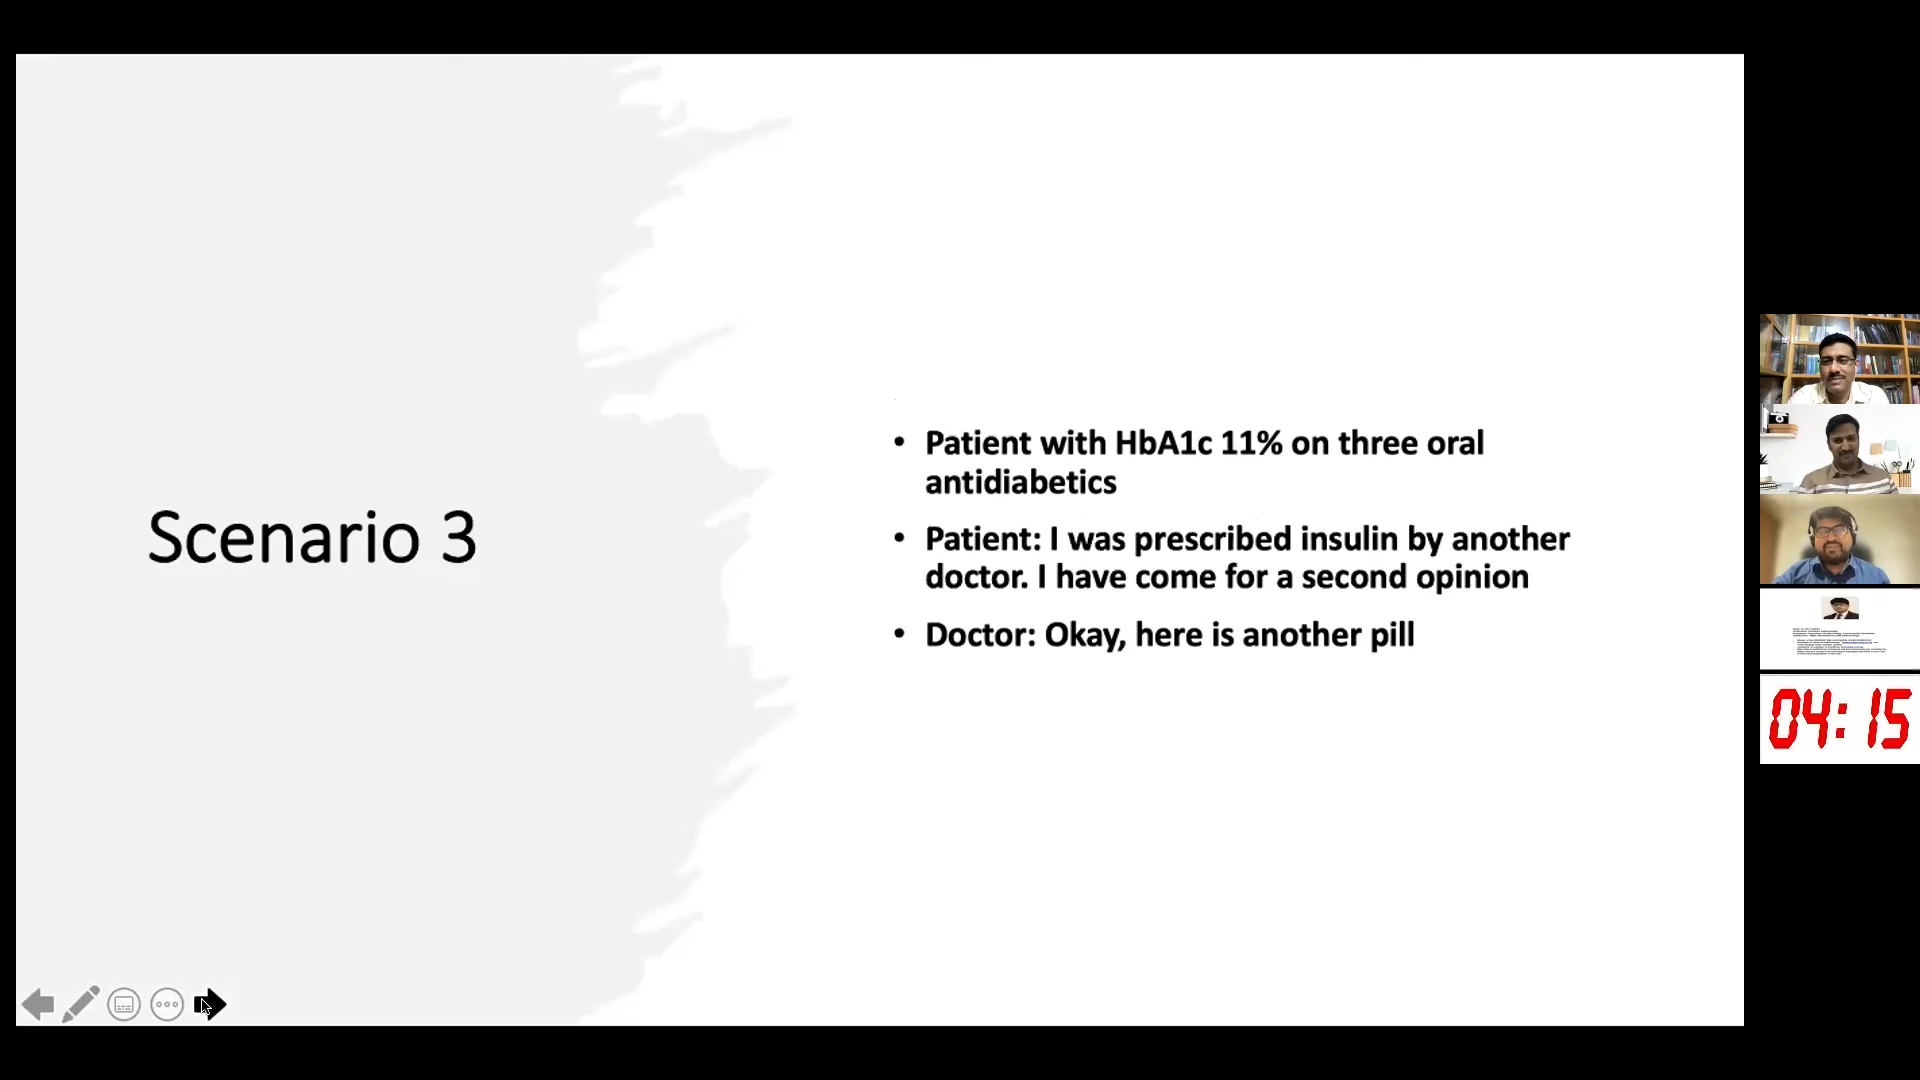 Scenario 3
• Patient with HbA1c 11% on three oral
antidiabetics
• Patient: I was prescribed insulin by another
doctor. I have come for a second opinion
• Doctor: Okay, here is another pill
04:15